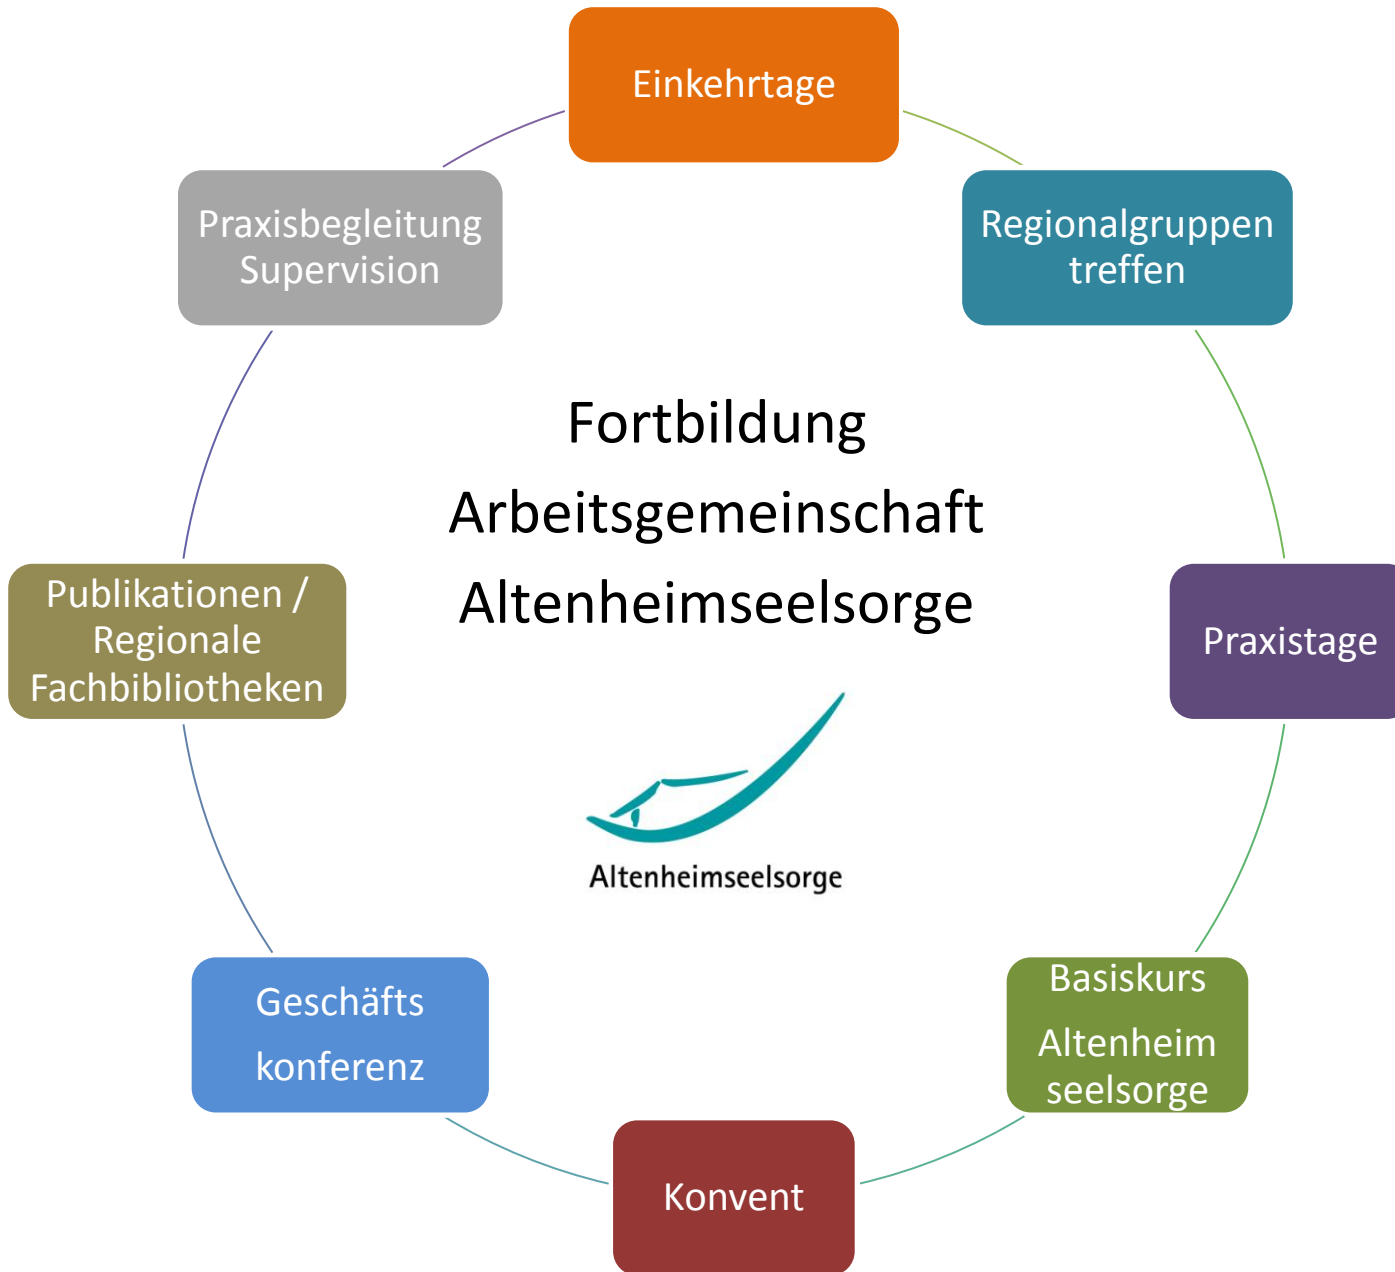 Einkehrtage
Praxisbegleitung
Supervision
Regionalgruppen
treffen
Fortbildung
Arbeitsgemeinschaft
Altenheimseelsorge
Publikationen /
Regionale
Fachbibliotheken
Praxistage
Altenheimseelsorge
Geschäfts
konferenz
Basiskurs
Altenheim
seelsorge
Konvent